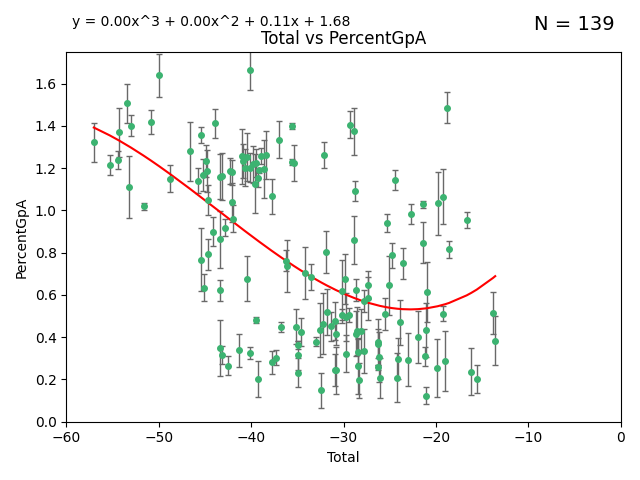 y = 0.00x^3 + 0.00x^2 + 0.11x + 1.68
N = 139
Total vs PercentGpA
PercentGpA
1.6
1.4
1.2
1.0
0.8
0.6
0.4
0.2
0.0
−60 −50 −40 −30 −20 −10 0
Total